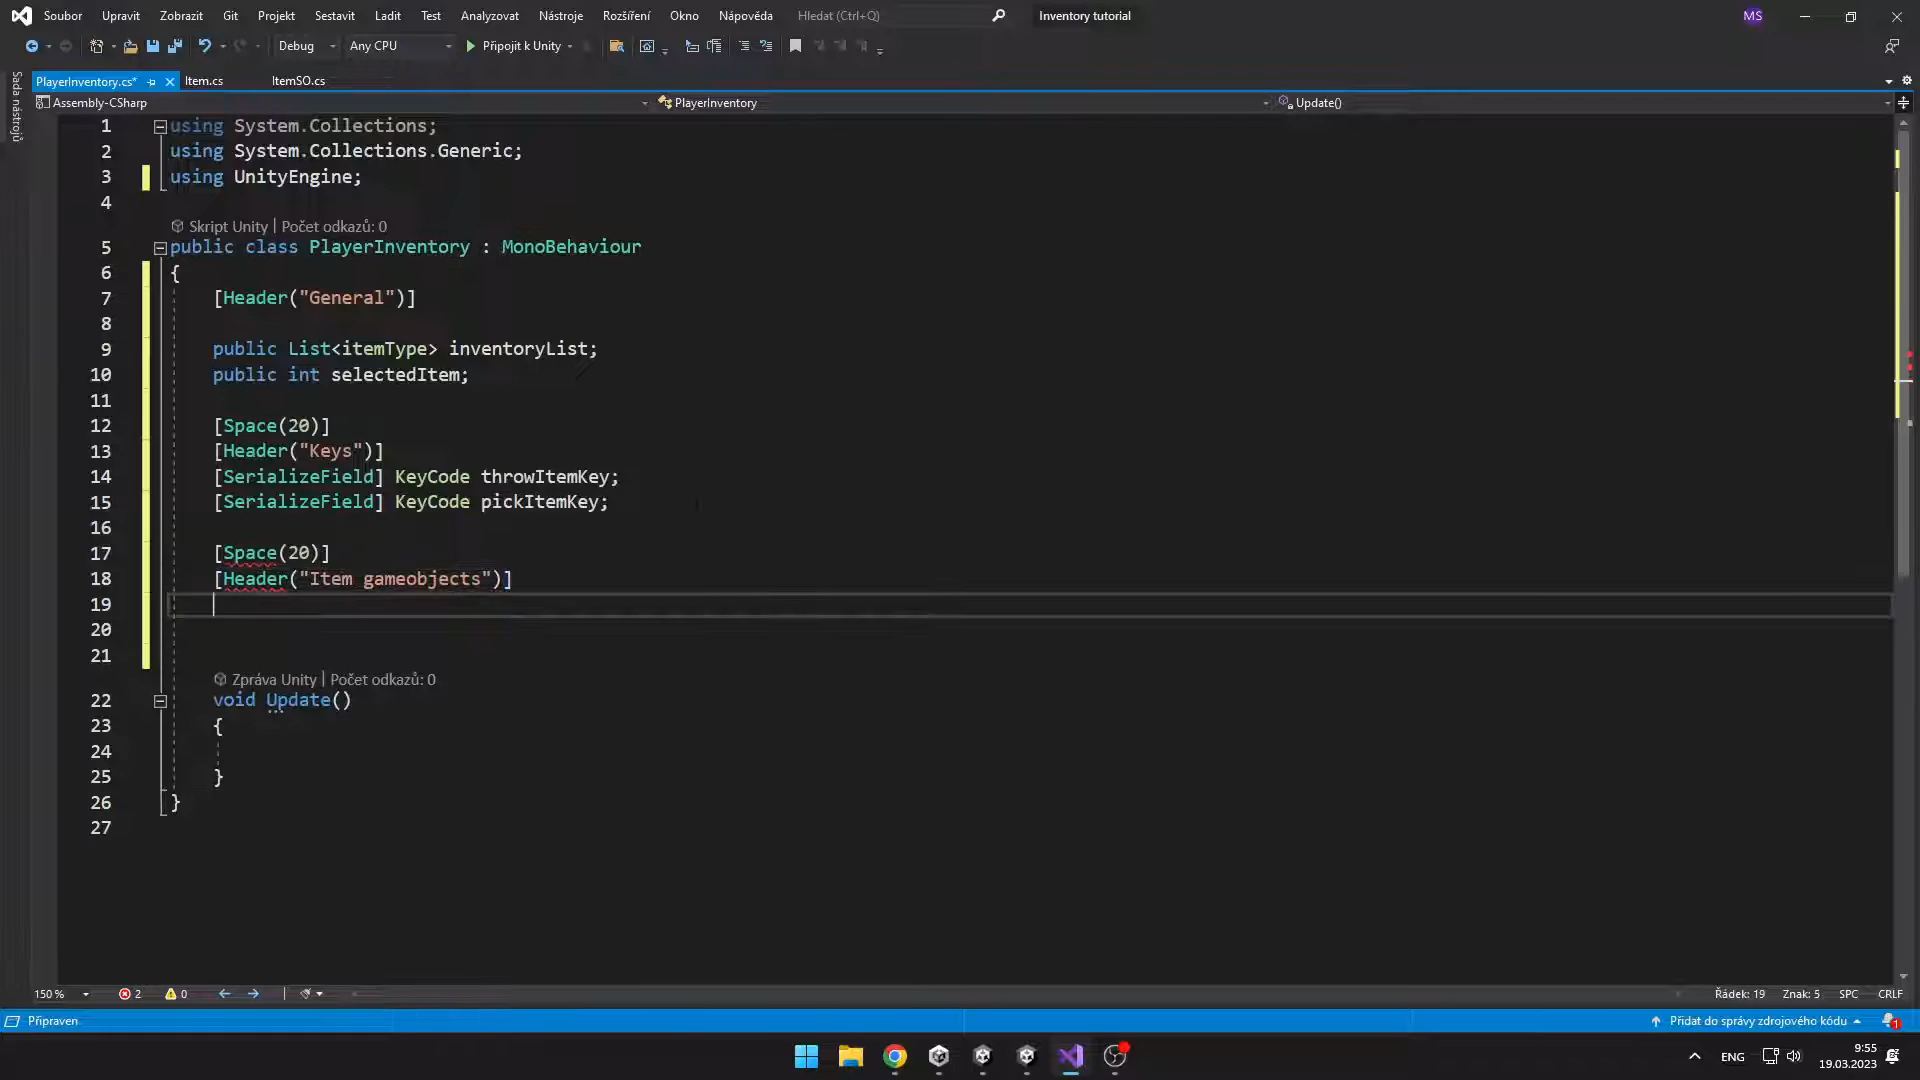 Soubor Upravit Zobrazit Git Projekt Sestavit Ladit Test Analyzovat Nástroje Rozšíření Okno Nápověda Hledat (Ctrl+Q) Inventory tutorial MS
Debug Any CPU Připojit k Unity
Sada nástrojů
PlayerInventory.cs* Item.cs ItemSO.cs
Assembly-CSharp PlayerInventory Update()
1 using System.Collections;
2 using System.Collections.Generic;
3 using UnityEngine;
4
Skript Unity | Počet odkazů: 0
5 public class PlayerInventory : MonoBehaviour
6 {
7 [Header("General")]
8
9 public List<itemType> inventoryList;
10 public int selectedItem;
11
12 [Space(20)]
13 [Header("Keys")]
14 [SerializeField] KeyCode throwItemKey;
15 [SerializeField] KeyCode pickItemKey;
16
17 [Space(20)]
18 [Header("Item gameobjects")]
19
20
21
Zpráva Unity | Počet odkazů: 0
22 void Update()
23 {
24
25 }
26 }
27
150 % 2 0 Řádek: 19 Znak: 5 SPC CRLF
Připraven Přidat do správy zdrojového kódu 1
ENG 9:55
19.03.2023